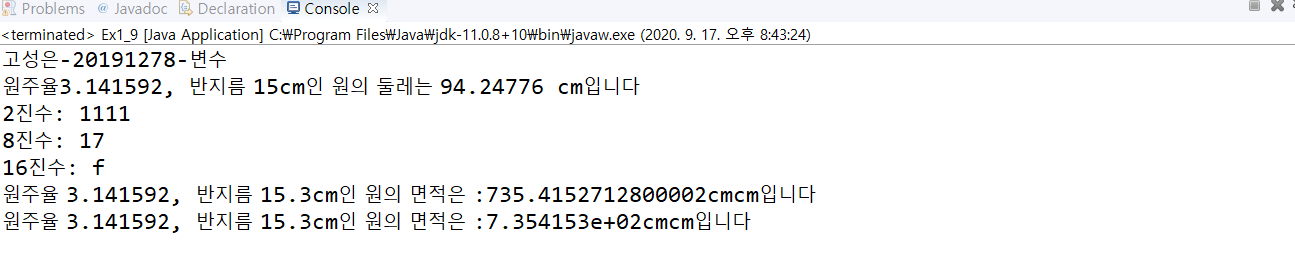 Problems @ Javadoc Declaration Console
<terminated> Ex1_9 [Java Application] C:₩Program Files₩Java₩jdk-11.0.8+10₩bin₩javaw.exe (2020. 9. 17. 오후 8:43:24)
고성은-20191278-변수
원주율3.141592, 반지름 15cm인 원의 둘레는 94.24776 cm입니다
2진수: 1111
8진수: 17
16진수: f
원주율 3.141592, 반지름 15.3cm인 원의 면적은 :735.4152712800002cmcm입니다
원주율 3.141592, 반지름 15.3cm인 원의 면적은 :7.354153e+02cmcm입니다